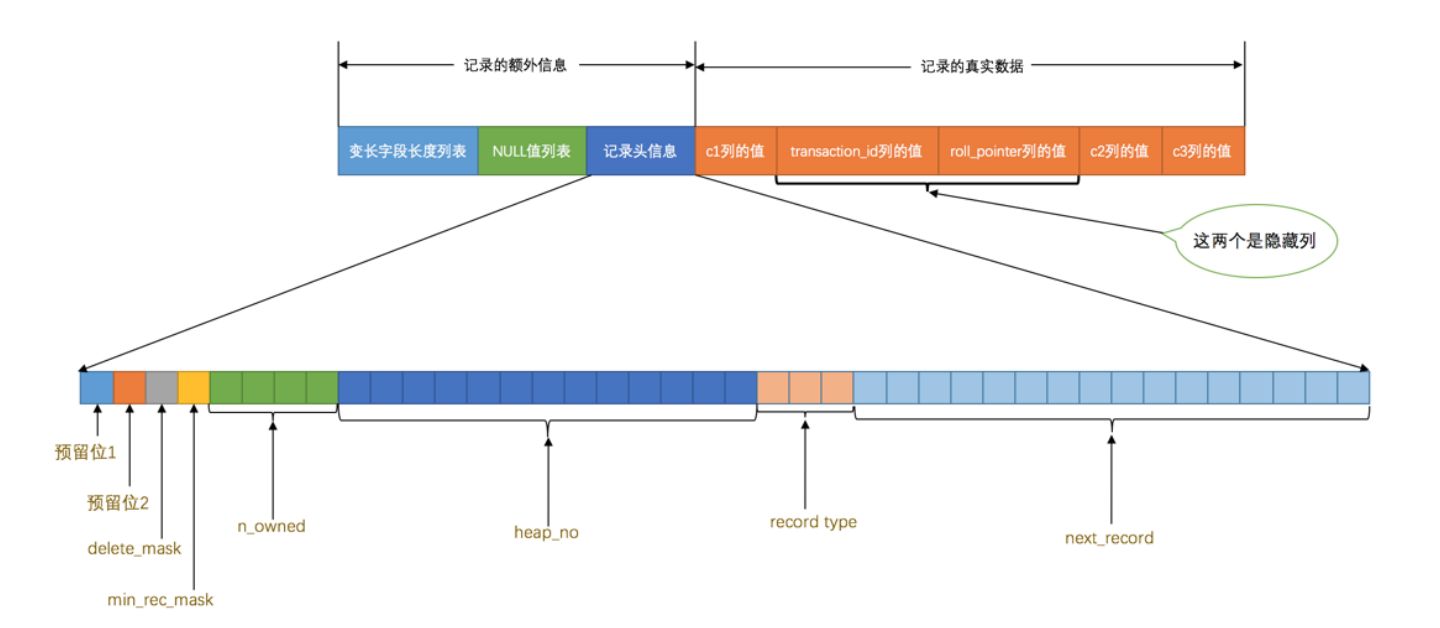 记录的额外信息
记录的真实数据
变长字段长度列表
NULL值列表
记录头信息
c1列的值
transaction_id列的值
roll_pointer列的值
c2列的值
c3列的值
这两个是隐藏列
预留位1
预留位2
delete_mask
min_rec_mask
n_owned
heap_no
record type
next_record